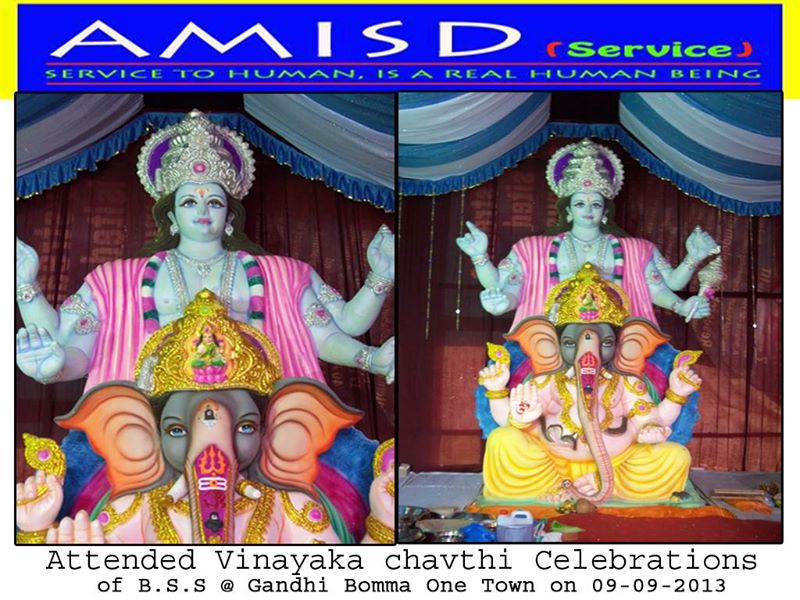 AMISD (Service)
SERVICE TO HUMAN, IS A REAL HUMAN BEING
Attended Vinayaka chavthi Celebrations
of B.S.S @ Gandhi Bomma One Town on 09-09-2013